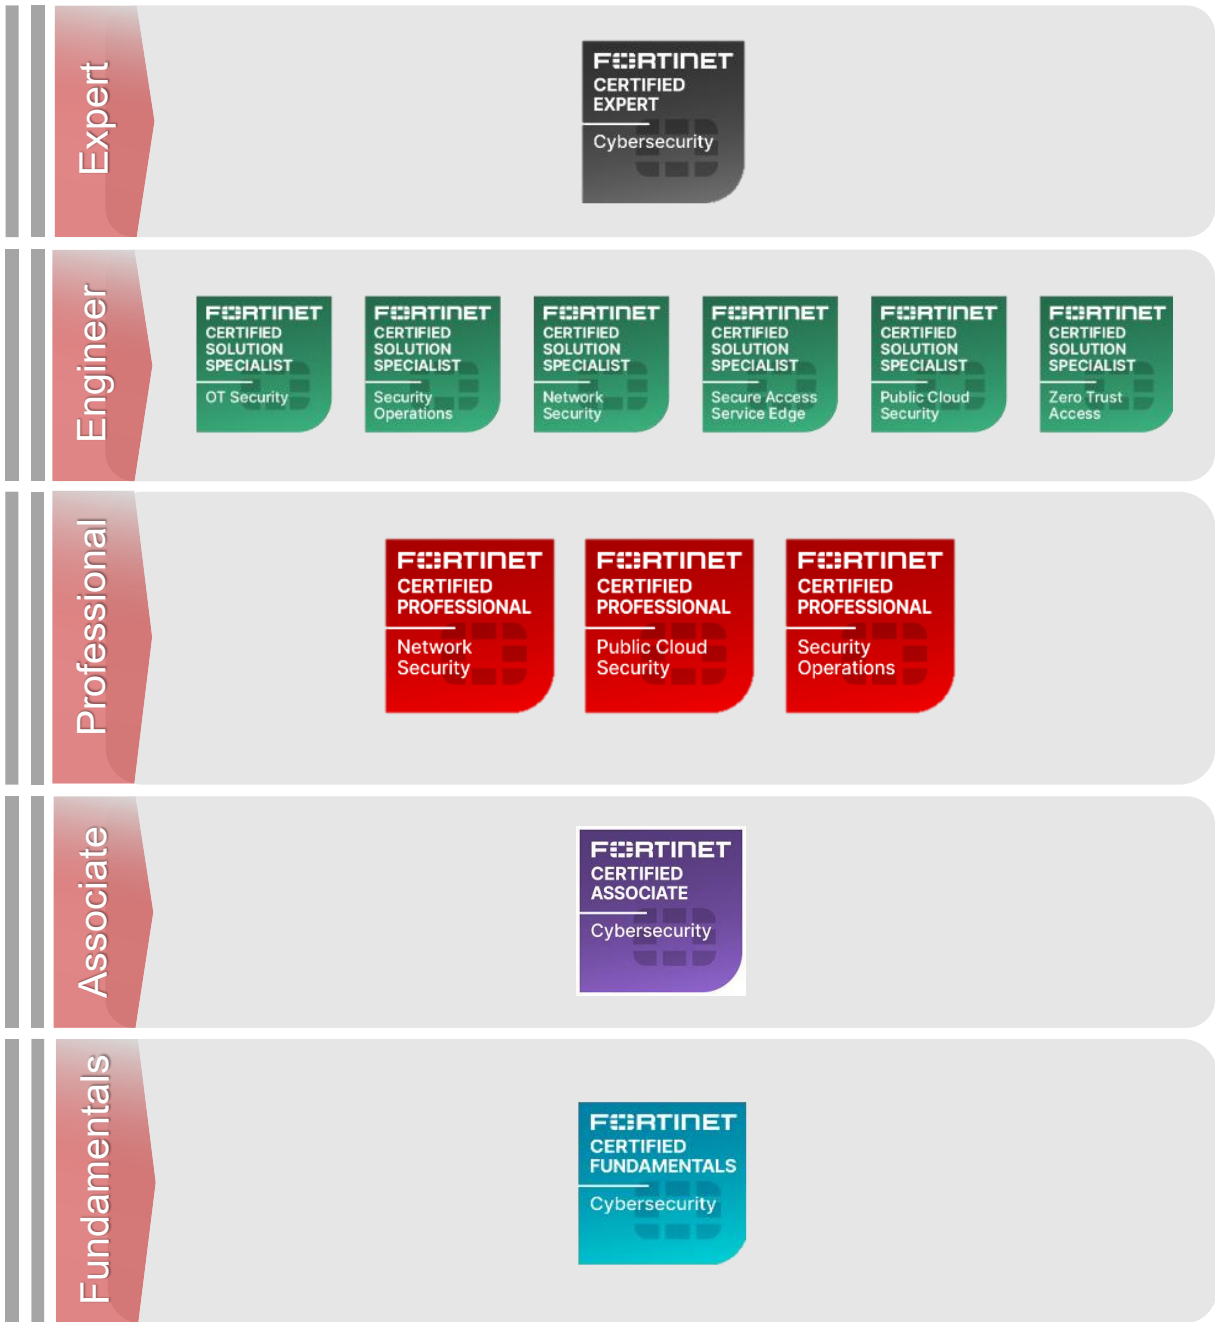 Expert
FORTINET
CERTIFIED
EXPERT
Cybersecurity
Engineer
FORTINET
CERTIFIED
SOLUTION
SPECIALIST
OT Security
FORTINET
CERTIFIED
SOLUTION
SPECIALIST
Security
Operations
FORTINET
CERTIFIED
SOLUTION
SPECIALIST
Network
Security
FORTINET
CERTIFIED
SOLUTION
SPECIALIST
Secure Access
Service Edge
FORTINET
CERTIFIED
SOLUTION
SPECIALIST
Public Cloud
Security
FORTINET
CERTIFIED
SOLUTION
SPECIALIST
Zero Trust
Access
Professional
FORTINET
CERTIFIED
PROFESSIONAL
Network
Security
FORTINET
CERTIFIED
PROFESSIONAL
Public Cloud
Security
FORTINET
CERTIFIED
PROFESSIONAL
Security
Operations
Associate
FORTINET
CERTIFIED
ASSOCIATE
Cybersecurity
Fundamentals
FORTINET
CERTIFIED
FUNDAMENTALS
Cybersecurity